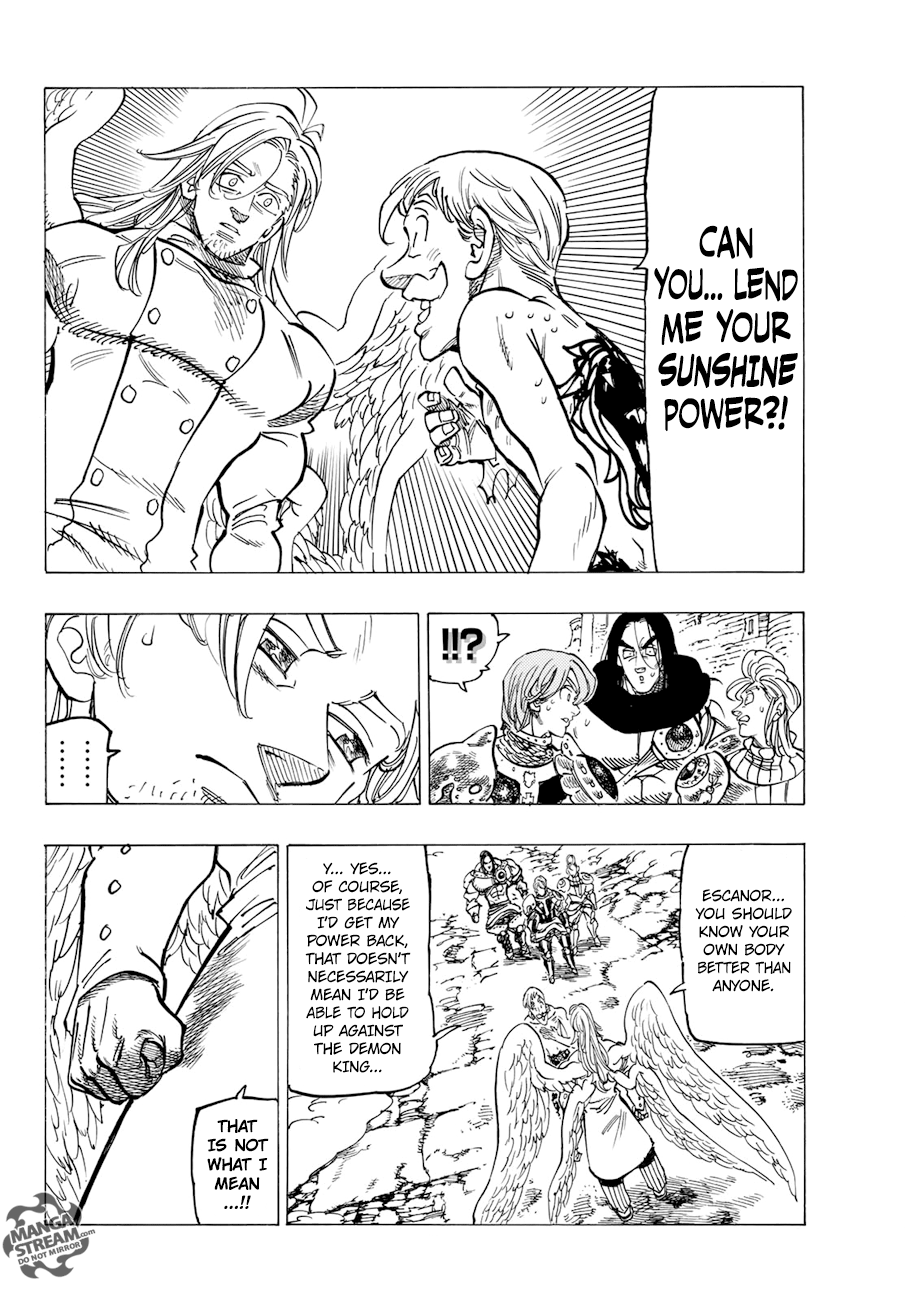 CAN
YOU... LEND
ME YOUR
SUNSHINE
POWER?!
!!?
......
ESCANOR...
YOU SHOULD
KNOW YOUR
OWN BODY
BETTER THAN
ANYONE.
Y... YES...
OF COURSE,
JUST BECAUSE
I'D GET MY
POWER BACK,
THAT DOESN'T
NECESSARILY
MEAN I'D BE
ABLE TO HOLD
UP AGAINST
THE DEMON
KING...
THAT
IS NOT
WHAT I
MEAN
...!!
MANGA
STREAM.com
DO NOT MIRROR